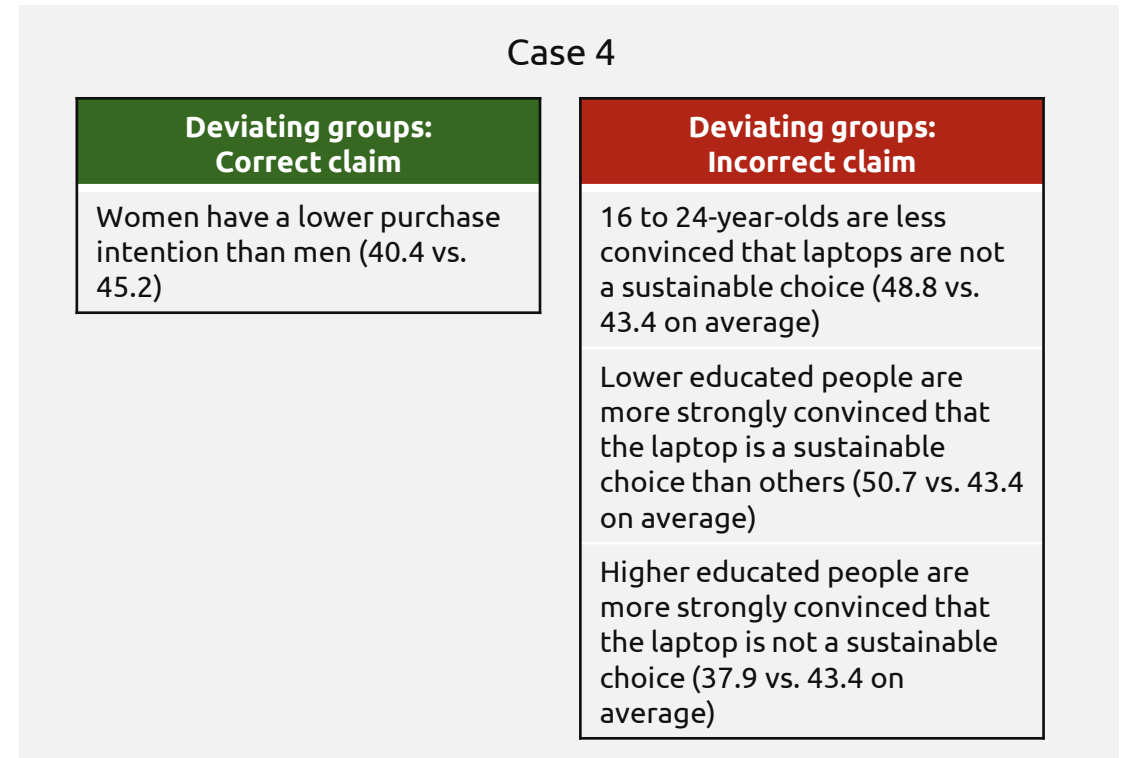 Case 4
Deviating groups:
Correct claim
Women have a lower purchase
intention than men (40.4 vs.
45.2)
Deviating groups:
Incorrect claim
16 to 24-year-olds are less
convinced that laptops are not
a sustainable choice (48.8 vs.
43.4 on average)
Lower educated people are
more strongly convinced that
the laptop is a sustainable
choice than others (50.7 vs. 43.4
on average)
Higher educated people are
more strongly convinced that
the laptop is not a sustainable
choice (37.9 vs. 43.4 on
average)